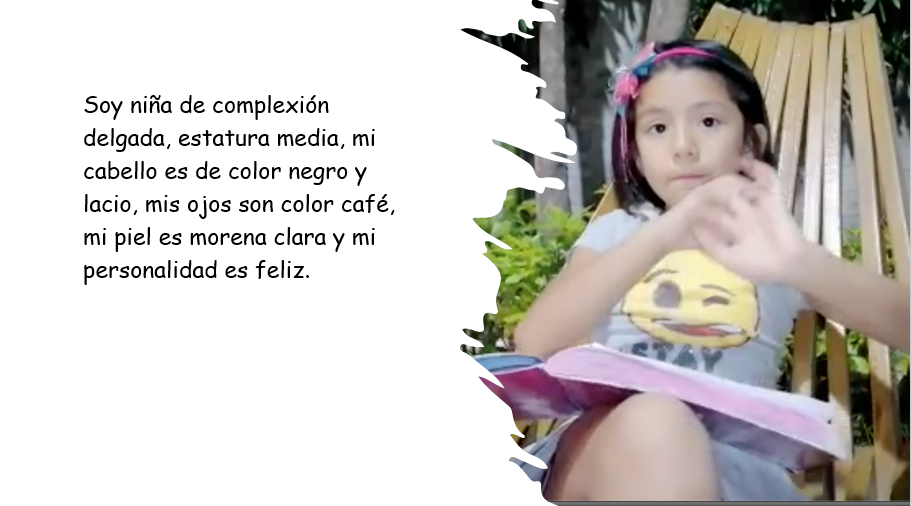 Soy niña de complexión
delgada, estatura media, mi
cabello es de color negro y
lacio, mis ojos son color café,
mi piel es morena clara y mi
personalidad es feliz.
STAY